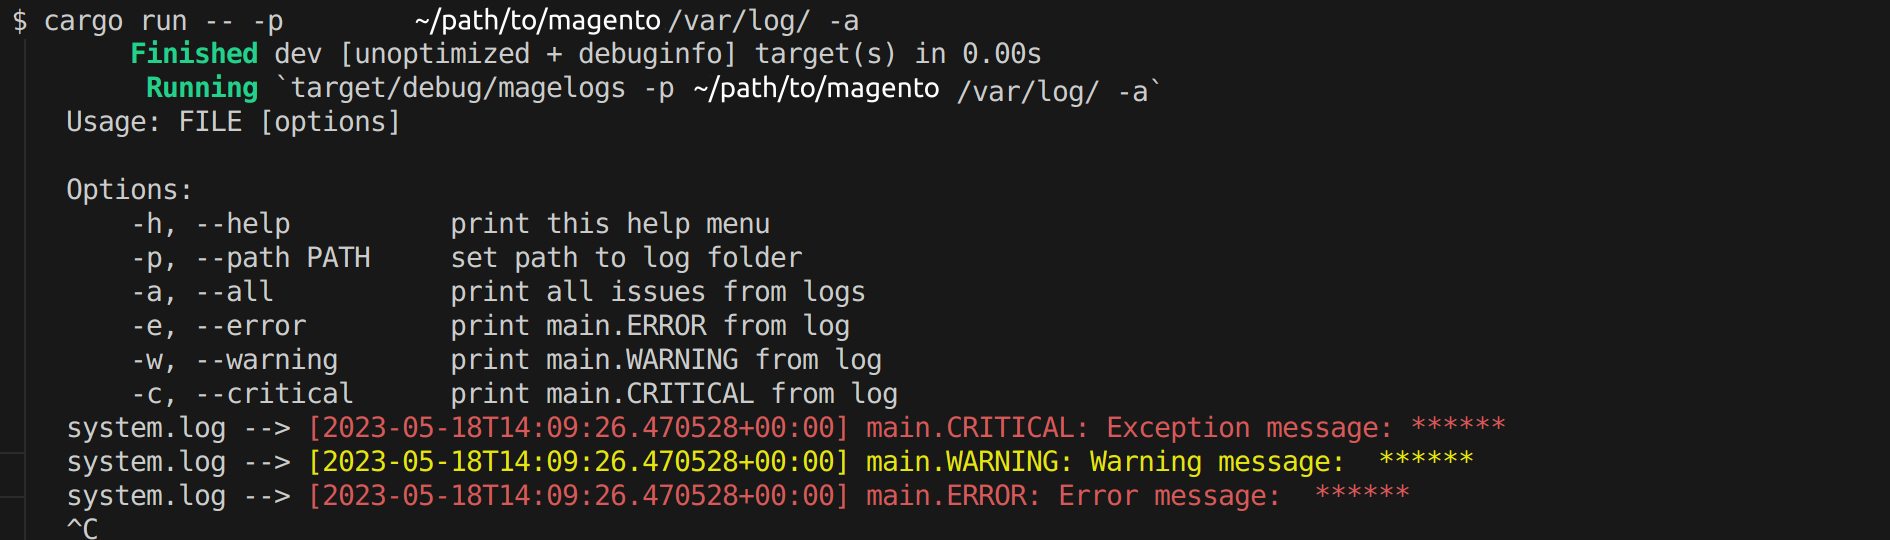 $ cargo run -- -p ~/path/to/magento /var/log/ -a
Finished dev [unoptimized + debuginfo] target(s) in 0.00s
Running `target/debug/magelogs -p ~/path/to/magento /var/log/ -a`
Usage: FILE [options]
Options:
-h, --help print this help menu
-p, --path PATH set path to log folder
-a, --all print all issues from logs
-e, --error print main.ERROR from log
-w, --warning print main.WARNING from log
-c, --critical print main.CRITICAL from log
system.log --> [2023-05-18T14:09:26.470528+00:00] main.CRITICAL: Exception message: ******
system.log --> [2023-05-18T14:09:26.470528+00:00] main.WARNING: Warning message: ******
system.log --> [2023-05-18T14:09:26.470528+00:00] main.ERROR: Error message: ******
^C